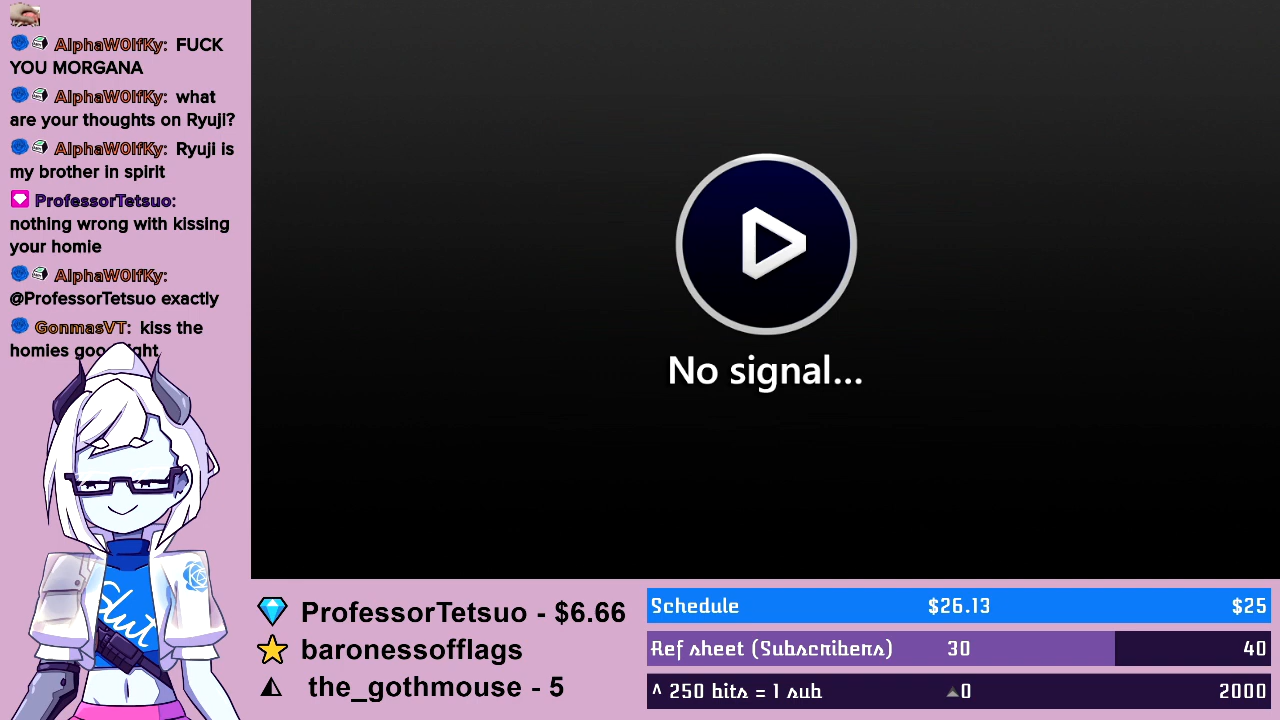 AlphaW0lfKy: FUCK
YOU MORGANA
AlphaW0lfKy: what
are your thoughts on Ryuji?
AlphaW0lfKy: Ryuji is
my brother in spirit
ProfessorTetsuo:
nothing wrong with kissing
your homie
AlphaW0lfKy:
@ProfessorTetsuo exactly
GonmasVT: kiss the
homies
No signal...
Slut
ProfessorTetsuo - $6.66
baronessofflags
the_gothmouse - 5
Schedule $26.13 $25
Ref sheet (Subscribers) 30 40
^ 250 bits = 1 sub ▲0 2000